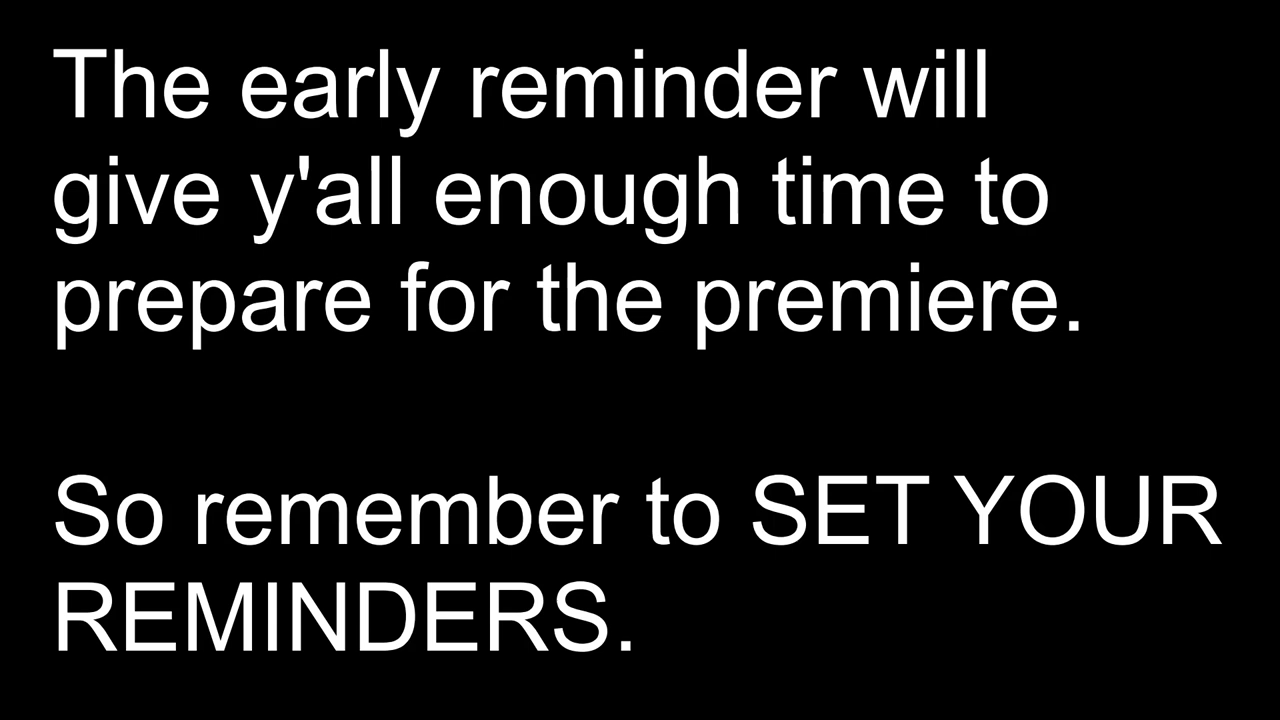 The early reminder will
give y'all enough time to
prepare for the premiere.
So remember to SET YOUR
REMINDERS.